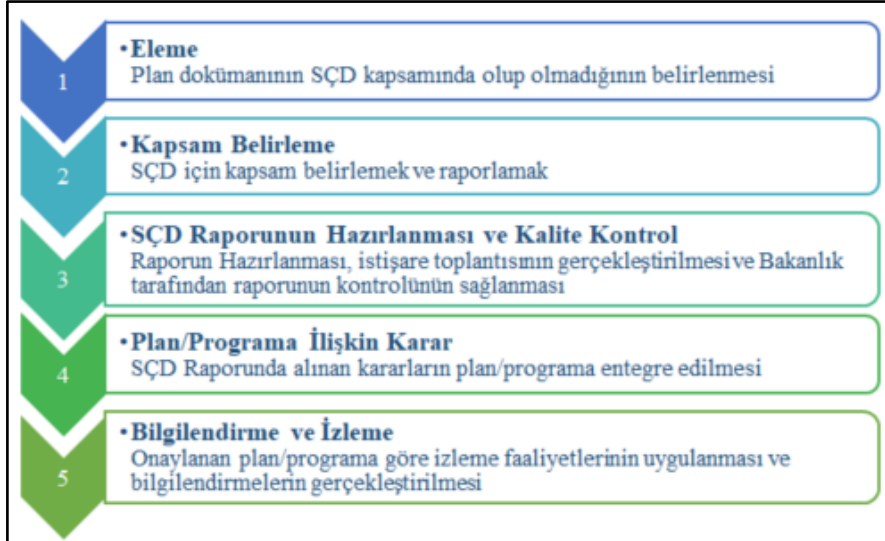 1
•Eleme
Plan dokümanının SÇD kapsamında olup olmadığının belirlenmesi
2
•Kapsam Belirleme
SÇD için kapsam belirlemek ve raporlamak
3
•SÇD Raporunun Hazırlanması ve Kalite Kontrol
Raporun Hazırlanması, istişare toplantısının gerçekleştirilmesi ve Bakanlık
tarafından raporunun kontrolünün sağlanması
4
•Plan/Programa İlişkin Karar
SÇD Raporunda alınan kararların plan/programa entegre edilmesi
5
•Bilgilendirme ve İzleme
Onaylanan plan/programa göre izleme faaliyetlerinin uygulanması ve
bilgilendirmelerin gerçekleştirilmesi